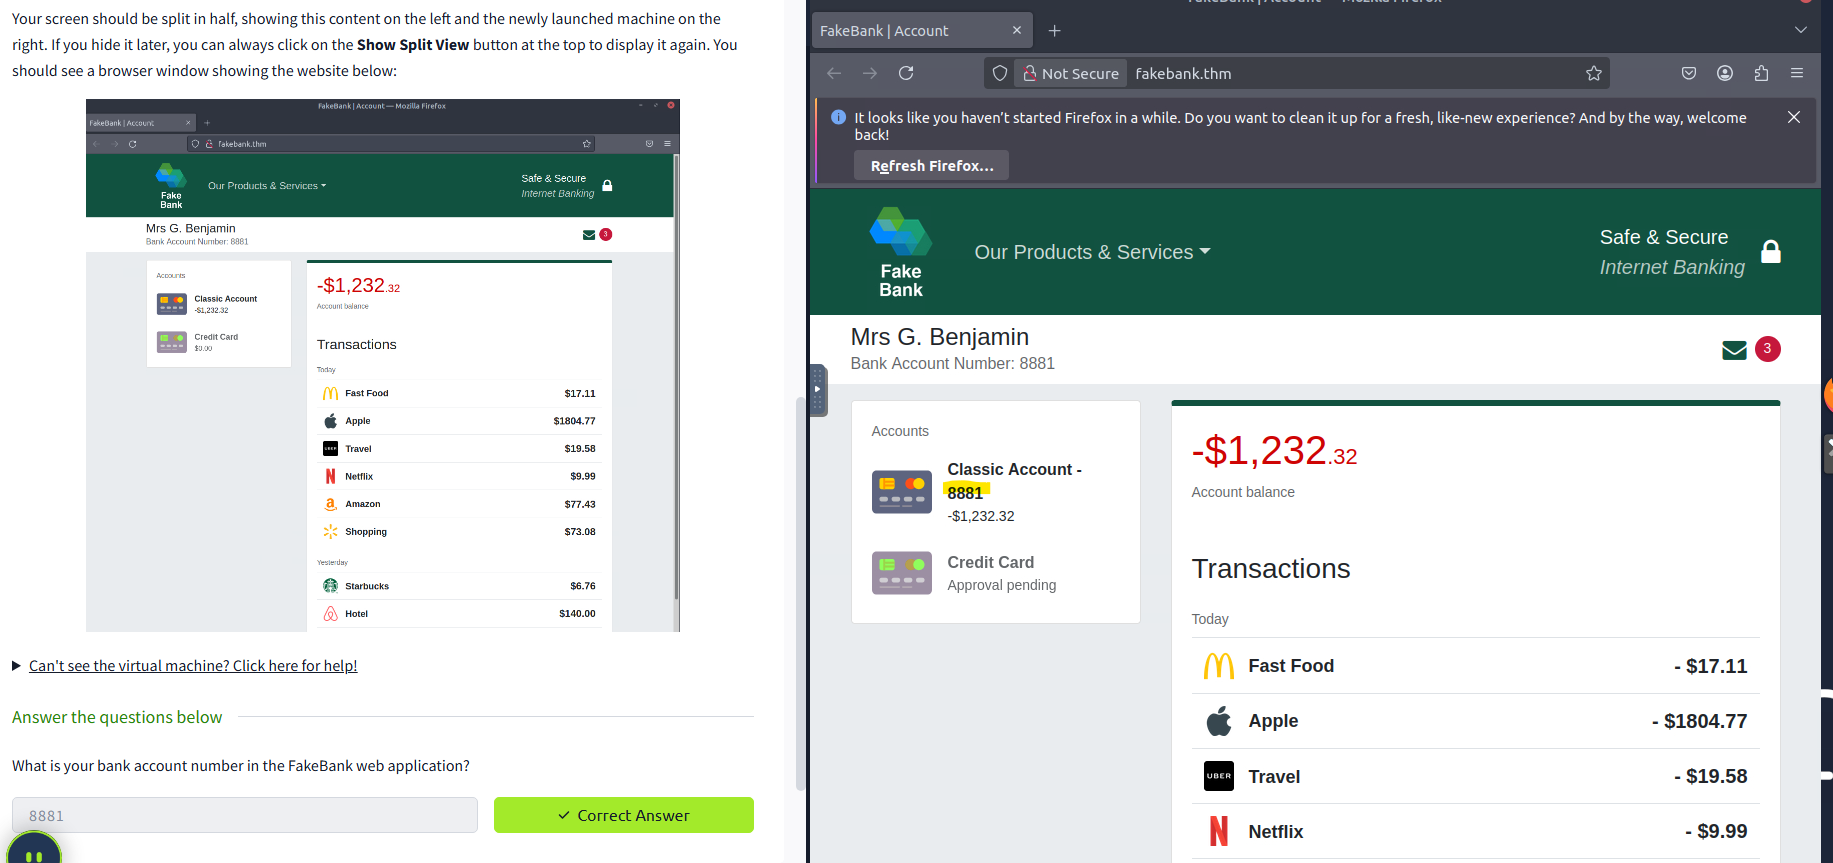 Your screen should be split in half, showing this content on the left and the newly launched machine on the
right. If you hide it later, you can always click on the Show Split View button at the top to display it again. You
should see a browser window showing the website below:
FakeBank | Account — Mozilla Firefox
FakeBank | Account
fakebank.thm
Fake
Bank
Our Products & Services
Safe & Secure
Internet Banking
Mrs G. Benjamin
Bank Account Number: 8881
3
Accounts
Classic Account
-$1,232.32
Credit Card
$0.00
-$1,232.32
Account balance
Transactions
Today
Fast Food $17.11
Apple $1804.77
UBER Travel $19.58
Netflix $9.99
Amazon $77.43
Shopping $73.08
Yesterday
Starbucks $6.76
Hotel $140.00
Can't see the virtual machine? Click here for help!
Answer the questions below
What is your bank account number in the FakeBank web application?
8881
Correct Answer
FakeBank | Account — Mozilla Firefox
FakeBank | Account
Not Secure fakebank.thm
It looks like you haven't started Firefox in a while. Do you want to clean it up for a fresh, like-new experience? And by the way, welcome
back!
Refresh Firefox...
Fake
Bank
Our Products & Services
Safe & Secure
Internet Banking
Mrs G. Benjamin
Bank Account Number: 8881
3
Accounts
Classic Account -
8881
-$1,232.32
Credit Card
Approval pending
-$1,232.32
Account balance
Transactions
Today
Fast Food - $17.11
Apple - $1804.77
UBER Travel - $19.58
Netflix - $9.99